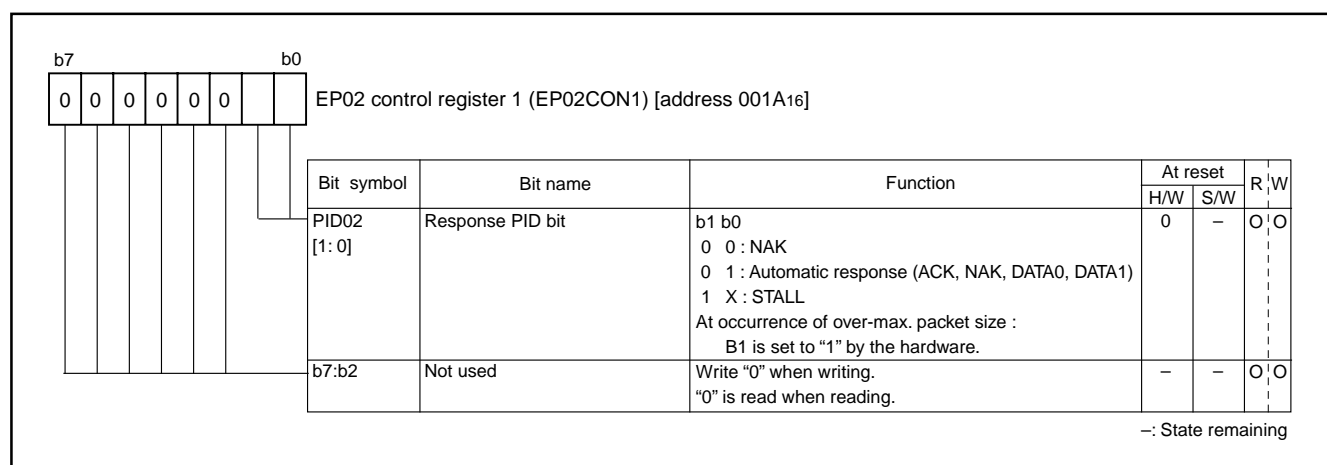 b7 b0
0 0 0 0 0 0 EP02 control register 1 (EP02CON1) [address 001A16]
Bit symbol Bit name Function At reset R W
H/W S/W
PID02 Response PID bit b1 b0 0 – O O
[1: 0] 0 0 : NAK
0 1 : Automatic response (ACK, NAK, DATA0, DATA1)
1 X : STALL
At occurrence of over-max. packet size :
B1 is set to “1” by the hardware.
b7:b2 Not used Write “0” when writing. – – O O
“0” is read when reading.
–: State remaining